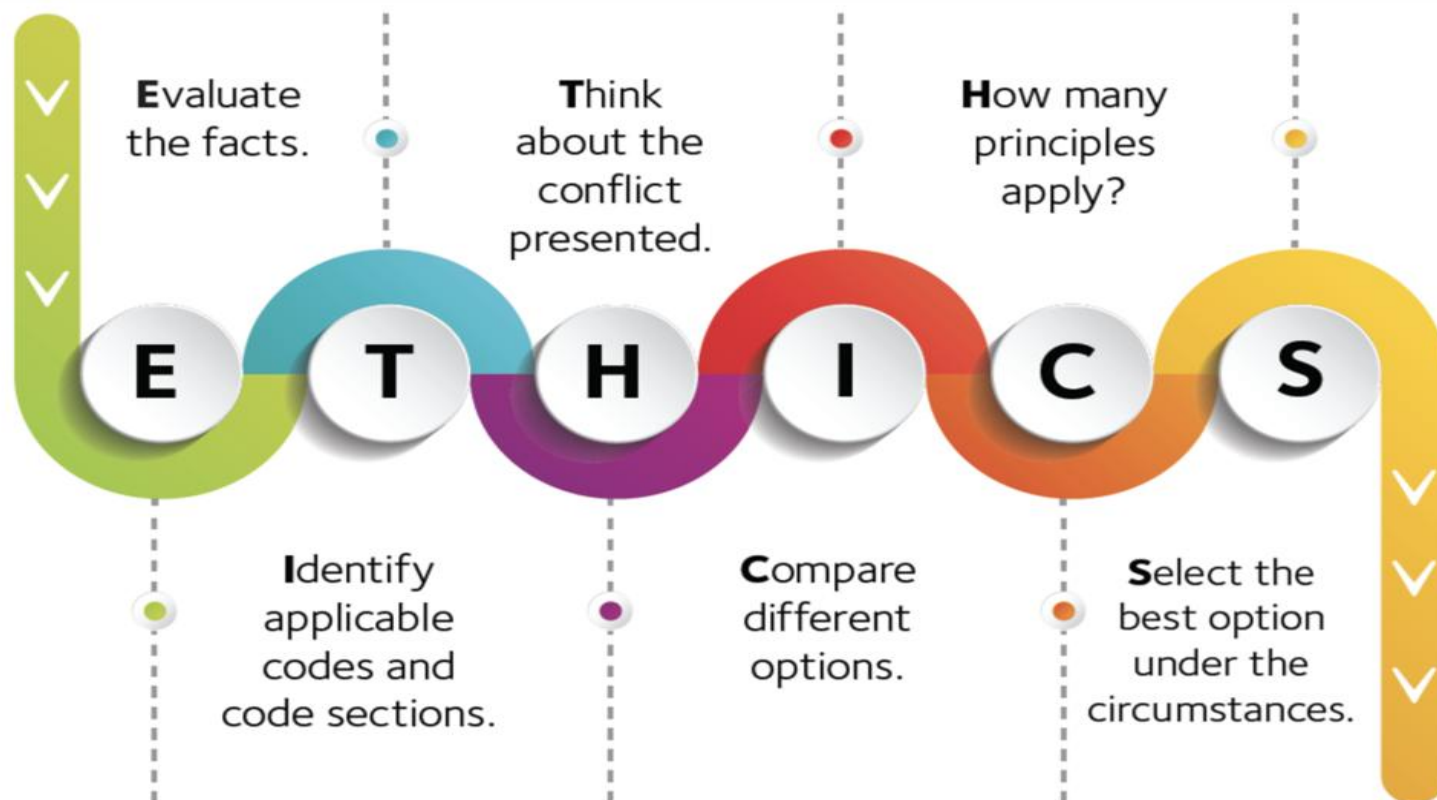 Evaluate
the facts.
Think
about the
conflict
presented.
How many
principles
apply?
E T H I C S
Identify
applicable
codes and
code sections.
Compare
different
options.
Select the
best option
under the
circumstances.